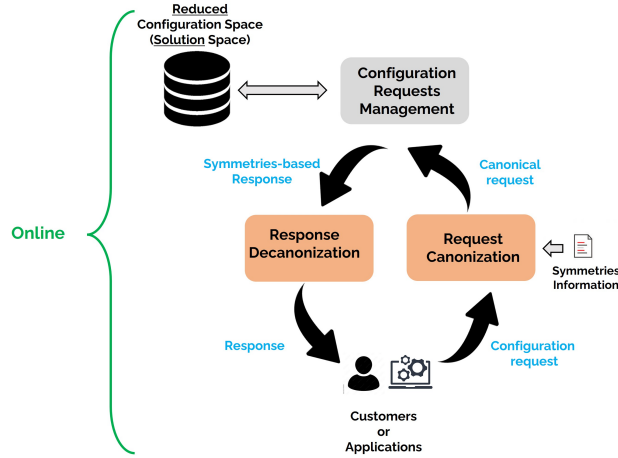 Reduced
Configuration Space
(Solution Space)
Configuration
Requests
Management
Symmetries-based
Response
Canonical
request
Online
Response
Decanonization
Request
Canonization
Symmetries
Information
Response
Configuration
request
Customers
or
Applications